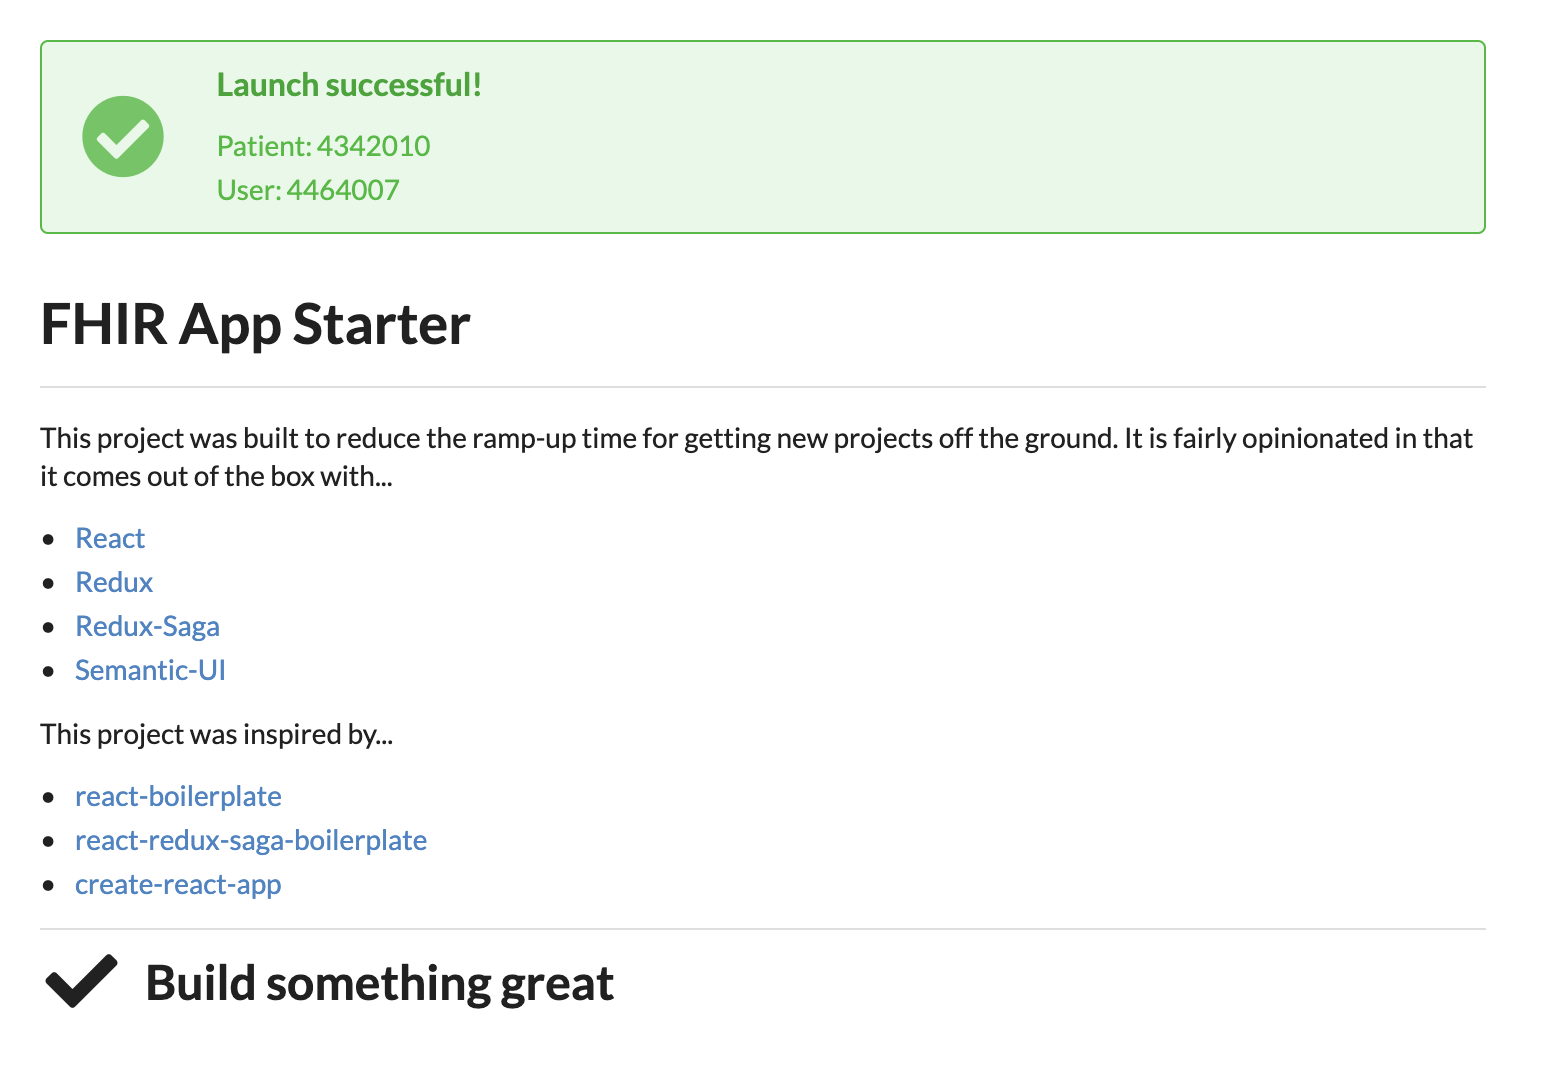 Launch successful!
Patient: 4342010
User: 4464007
FHIR App Starter
This project was built to reduce the ramp-up time for getting new projects off the ground. It is fairly opinionated in that
it comes out of the box with...
React
Redux
Redux-Saga
Semantic-UI
This project was inspired by...
react-boilerplate
react-redux-saga-boilerplate
create-react-app
Build something great